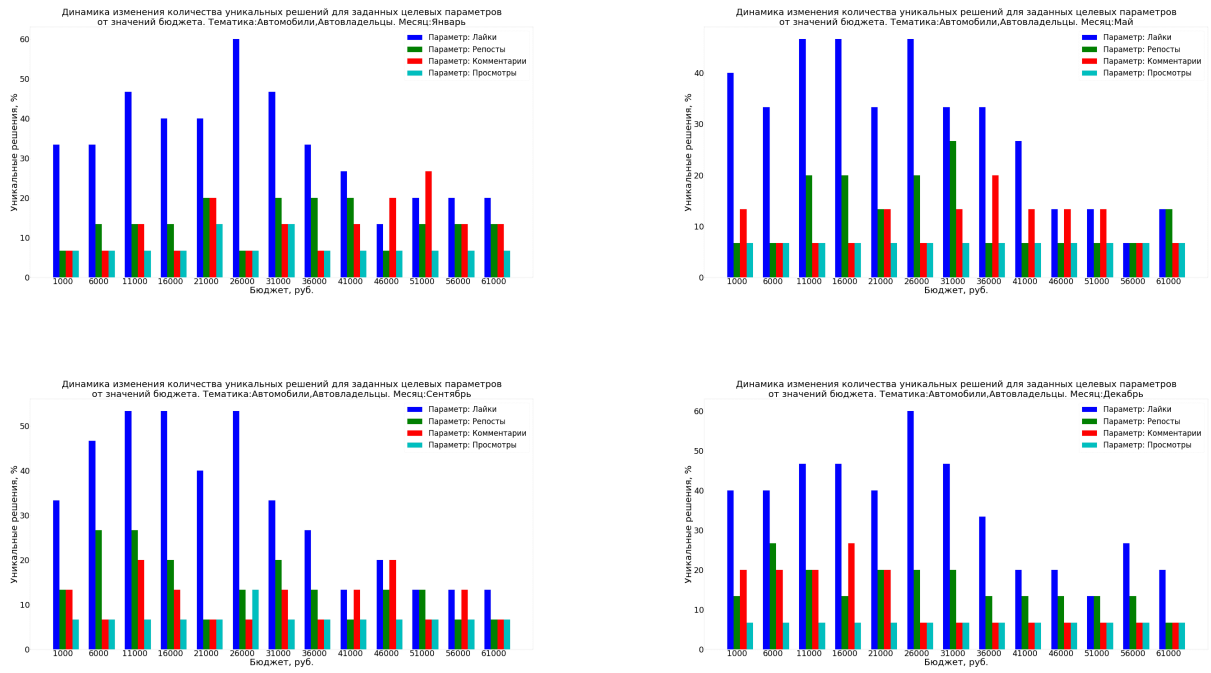 Динамика изменения количества уникальных решений для заданных целевых параметров
от значений бюджета. Тематика:Автомобили,Автовладельцы. Месяц:Январь
60
50
40
30
20
10
0
Уникальные решения, %
Параметр: Лайки
Параметр: Репосты
Параметр: Комментарии
Параметр: Просмотры
1000 6000 11000 16000 21000 26000 31000 36000 41000 46000 51000 56000 61000
Бюджет, руб.
Динамика изменения количества уникальных решений для заданных целевых параметров
от значений бюджета. Тематика:Автомобили,Автовладельцы. Месяц:Май
40
30
20
10
0
Уникальные решения, %
Параметр: Лайки
Параметр: Репосты
Параметр: Комментарии
Параметр: Просмотры
1000 6000 11000 16000 21000 26000 31000 36000 41000 46000 51000 56000 61000
Бюджет, руб.
Динамика изменения количества уникальных решений для заданных целевых параметров
от значений бюджета. Тематика:Автомобили,Автовладельцы. Месяц:Сентябрь
50
40
30
20
10
0
Уникальные решения, %
Параметр: Лайки
Параметр: Репосты
Параметр: Комментарии
Параметр: Просмотры
1000 6000 11000 16000 21000 26000 31000 36000 41000 46000 51000 56000 61000
Бюджет, руб.
Динамика изменения количества уникальных решений для заданных целевых параметров
от значений бюджета. Тематика:Автомобили,Автовладельцы. Месяц:Декабрь
60
50
40
30
20
10
0
Уникальные решения, %
Параметр: Лайки
Параметр: Репосты
Параметр: Комментарии
Параметр: Просмотры
1000 6000 11000 16000 21000 26000 31000 36000 41000 46000 51000 56000 61000
Бюджет, руб.